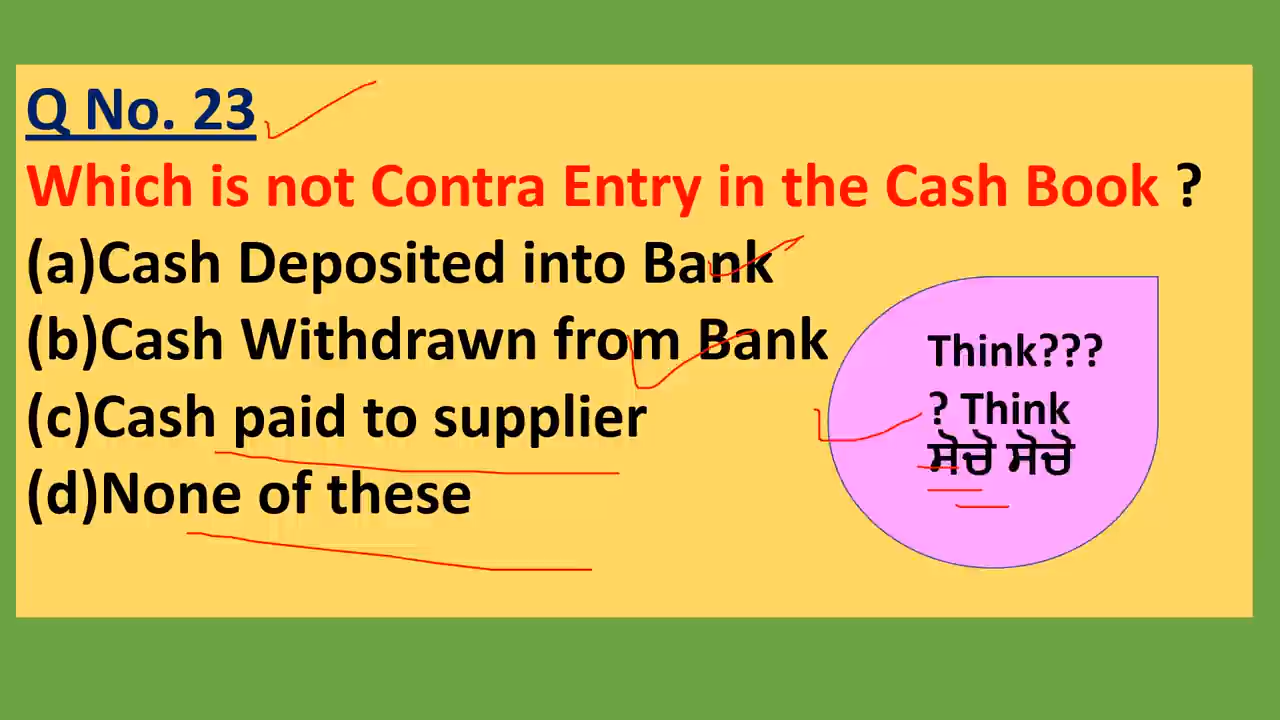 Q No. 23
Which is not Contra Entry in the Cash Book ?
(a)Cash Deposited into Bank
(b)Cash Withdrawn from Bank
(c)Cash paid to supplier
(d)None of these
Think???
? Think
ਸੋਚੋ ਸੋਚੋ